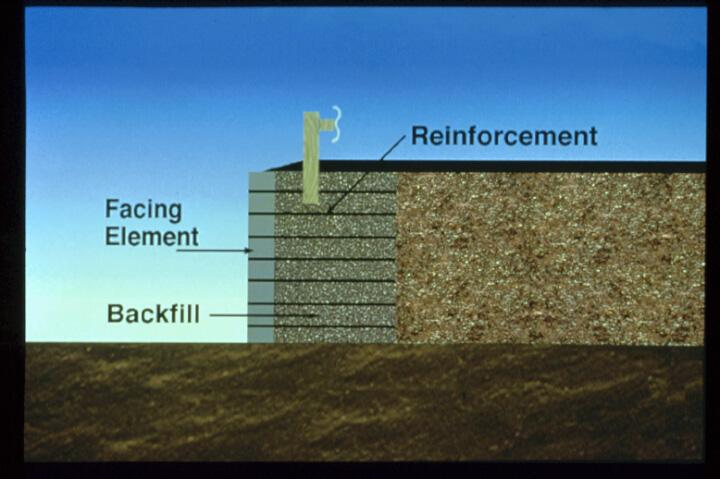 Reinforcement
Facing
Element
Backfill